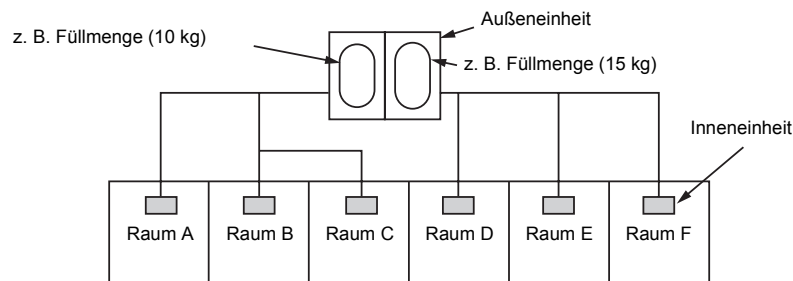 Außeneinheit
z. B. Füllmenge (10 kg)
z. B. Füllmenge (15 kg)
Inneneinheit
Raum A
Raum B
Raum C
Raum D
Raum E
Raum F